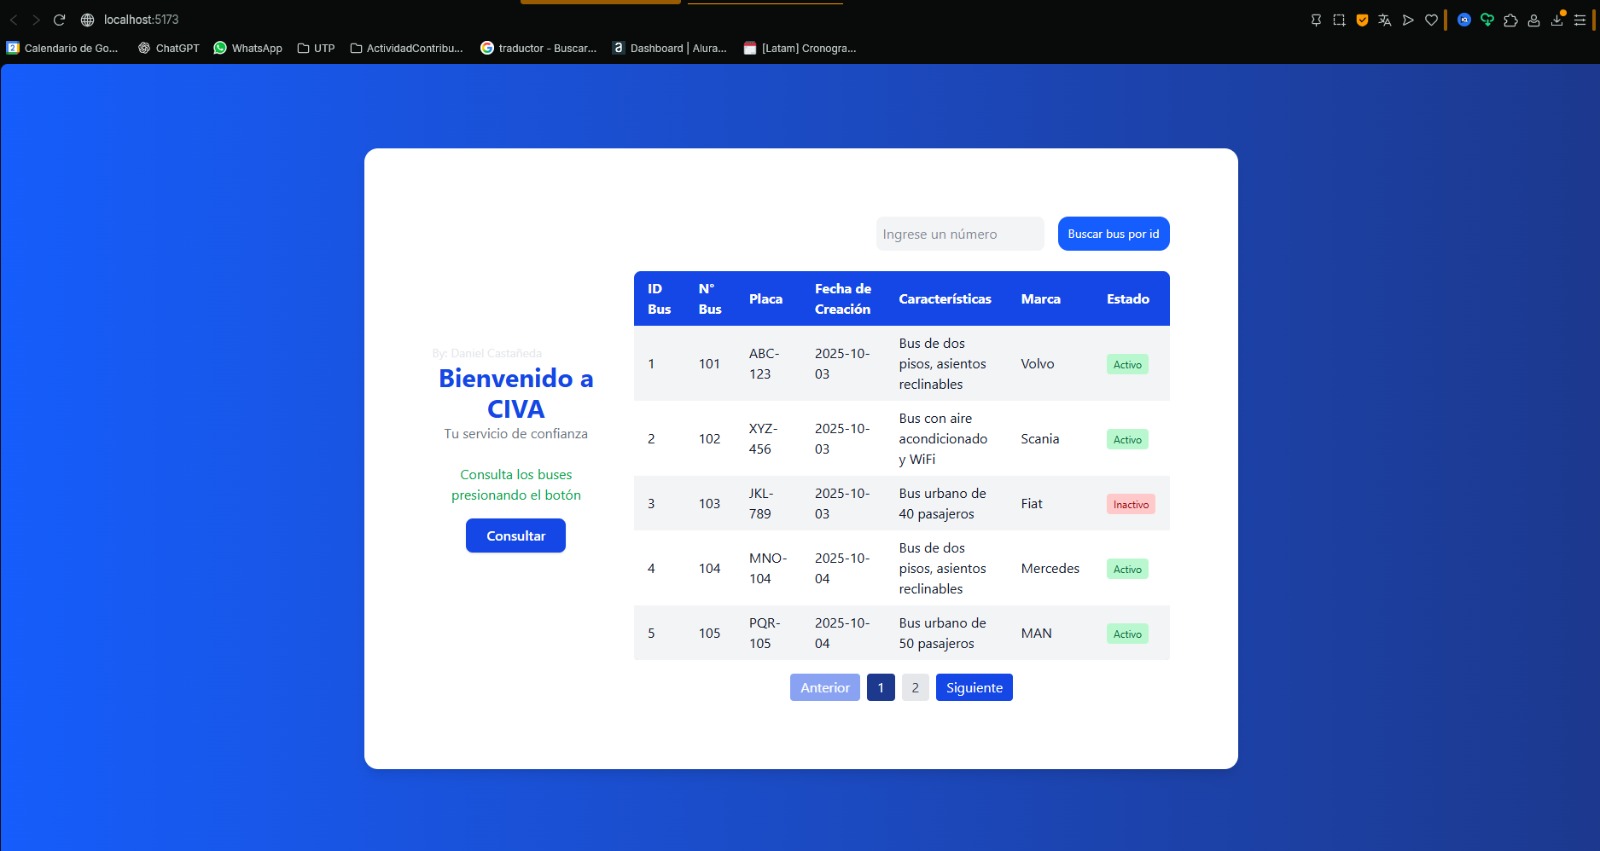 localhost:5173
Calendario de Go...
ChatGPT
WhatsApp
UTP
ActividadContribu...
traductor - Buscar...
Dashboard | Alura...
[Latam] Cronogra...
Ingrese un número
Buscar bus por id
By: Daniel Castañeda
Bienvenido a
CIVA
Tu servicio de confianza
Consulta los buses
presionando el botón
Consultar
ID
Bus
N°
Bus
Placa
Fecha de
Creación
Características
Marca
Estado
1
101
ABC-
123
2025-10-
03
Bus de dos
pisos, asientos
reclinables
Volvo
Activo
2
102
XYZ-
456
2025-10-
03
Bus con aire
acondicionado
y WiFi
Scania
Activo
3
103
JKL-
789
2025-10-
03
Bus urbano de
40 pasajeros
Fiat
Inactivo
4
104
MNO-
104
2025-10-
04
Bus de dos
pisos, asientos
reclinables
Mercedes
Activo
5
105
PQR-
105
2025-10-
04
Bus urbano de
50 pasajeros
MAN
Activo
Anterior
1
2
Siguiente